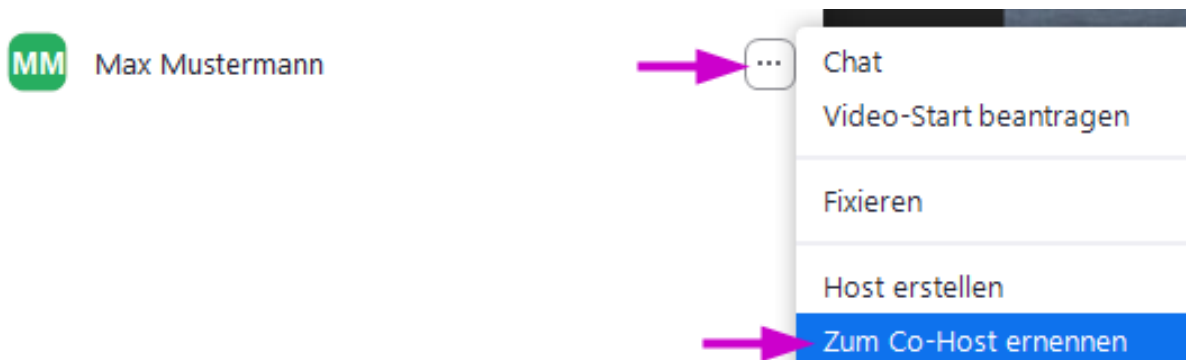 MM Max Mustermann ...
Chat
Video-Start beantragen
Fixieren
Host erstellen
Zum Co-Host ernennen